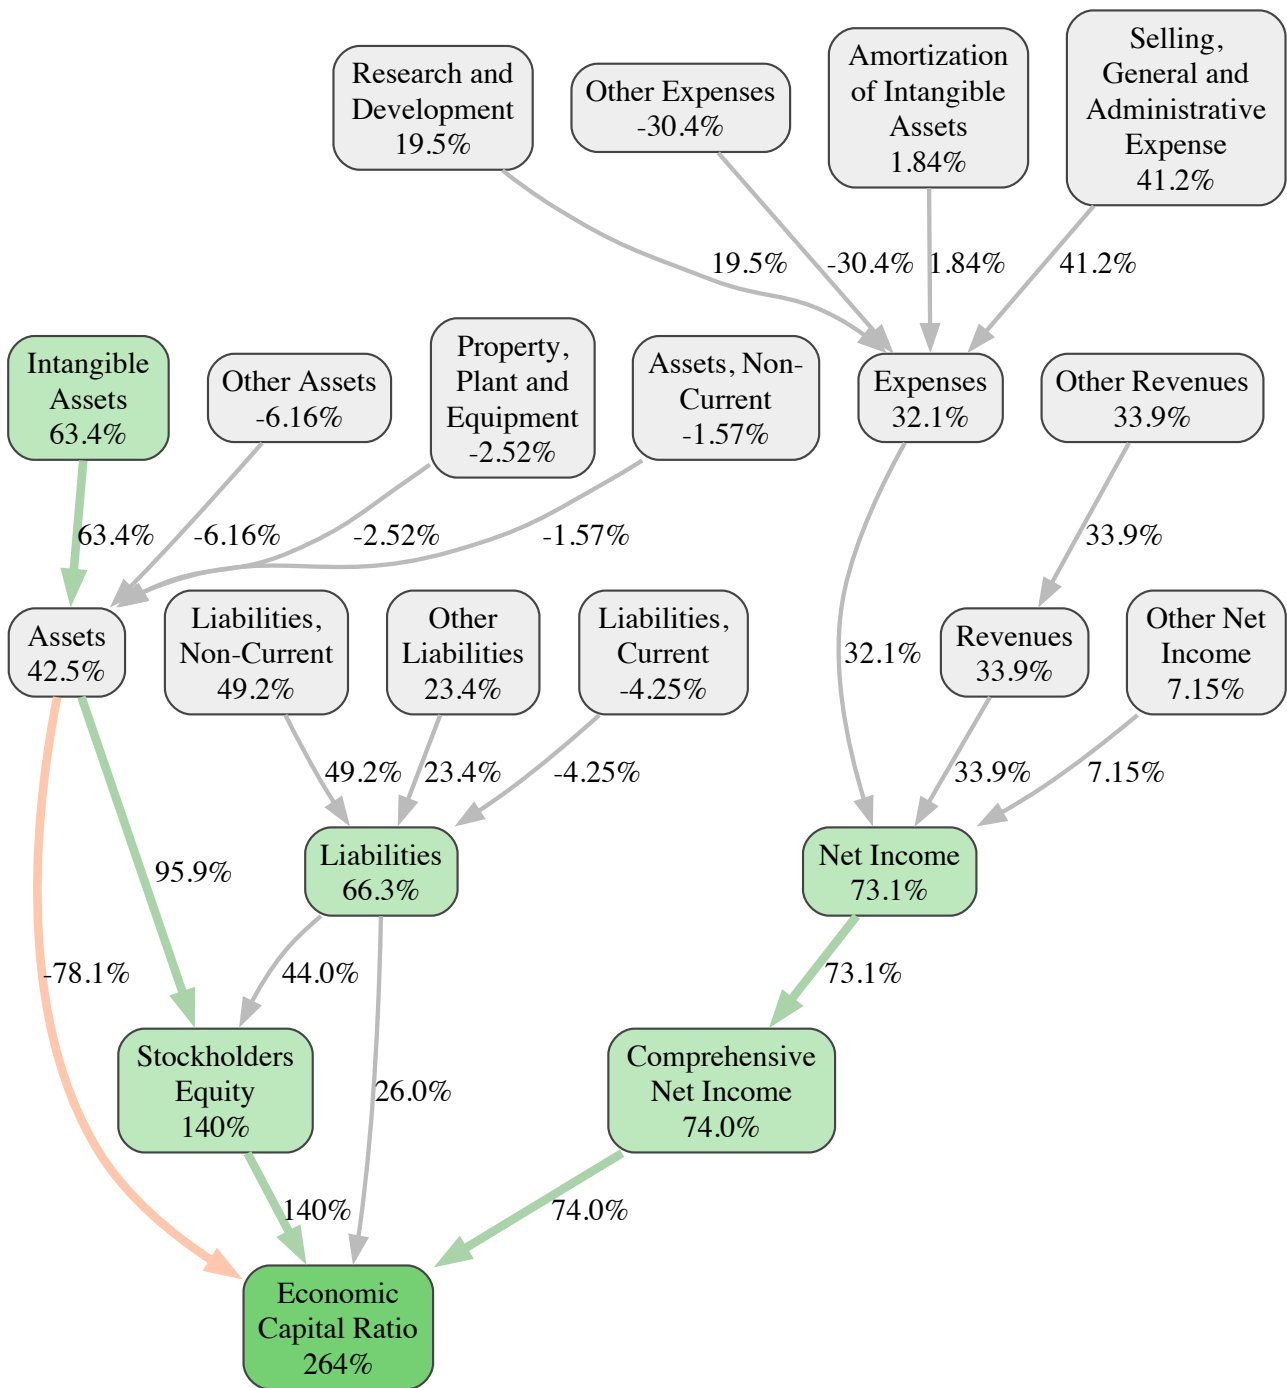 Research and
Development
19.5%
Other Expenses
-30.4%
Amortization
of Intangible
Assets
1.84%
Selling,
General and
Administrative
Expense
41.2%
19.5%
-30.4%
1.84%
41.2%
Intangible
Assets
63.4%
Other Assets
-6.16%
Property,
Plant and
Equipment
-2.52%
Assets, Non-
Current
-1.57%
Expenses
32.1%
Other Revenues
33.9%
63.4%
-6.16%
-2.52%
-1.57%
33.9%
Assets
42.5%
Liabilities,
Non-Current
49.2%
Other
Liabilities
23.4%
Liabilities,
Current
-4.25%
32.1%
Revenues
33.9%
Other Net
Income
7.15%
49.2%
23.4%
-4.25%
33.9%
7.15%
95.9%
Liabilities
66.3%
Net Income
73.1%
-78.1%
44.0%
73.1%
Stockholders
Equity
140%
26.0%
Comprehensive
Net Income
74.0%
140%
74.0%
Economic
Capital Ratio
264%